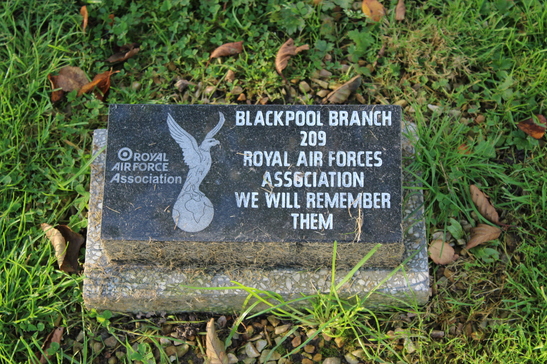 ROYAL
AIR FORCE
Association
BLACKPOOL BRANCH
209
ROYAL AIR FORCES
ASSOCIATION
WE WILL REMEMBER
THEM